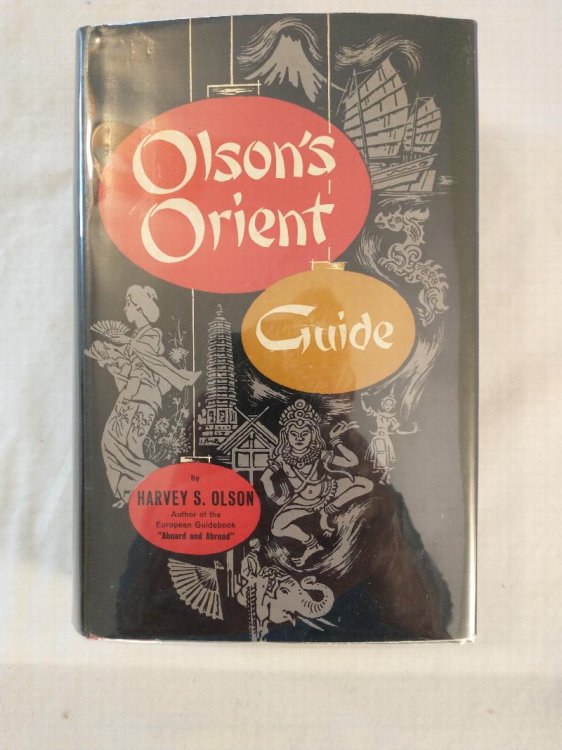 Olson's
Orient
Guide
by
HARVEY S. OLSON
Author of the
European Guidebook
"Aboard and Abroad"